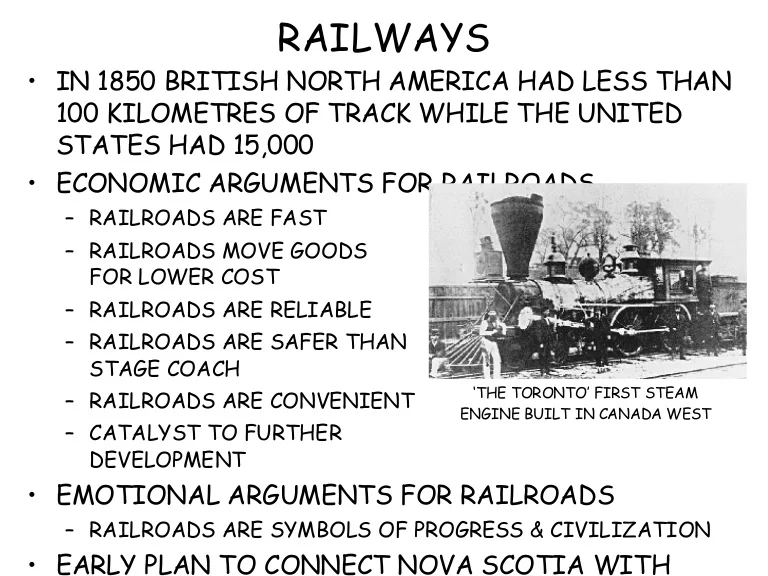 RAILWAYS
• IN 1850 BRITISH NORTH AMERICA HAD LESS THAN
100 KILOMETRES OF TRACK WHILE THE UNITED
STATES HAD 15,000
• ECONOMIC ARGUMENTS FOR RAILROADS
– RAILROADS ARE FAST
– RAILROADS MOVE GOODS
FOR LOWER COST
– RAILROADS ARE RELIABLE
– RAILROADS ARE SAFER THAN
STAGE COACH
– RAILROADS ARE CONVENIENT
– CATALYST TO FURTHER
DEVELOPMENT
‘THE TORONTO’ FIRST STEAM
ENGINE BUILT IN CANADA WEST
• EMOTIONAL ARGUMENTS FOR RAILROADS
– RAILROADS ARE SYMBOLS OF PROGRESS & CIVILIZATION
• EARLY PLAN TO CONNECT NOVA SCOTIA WITH